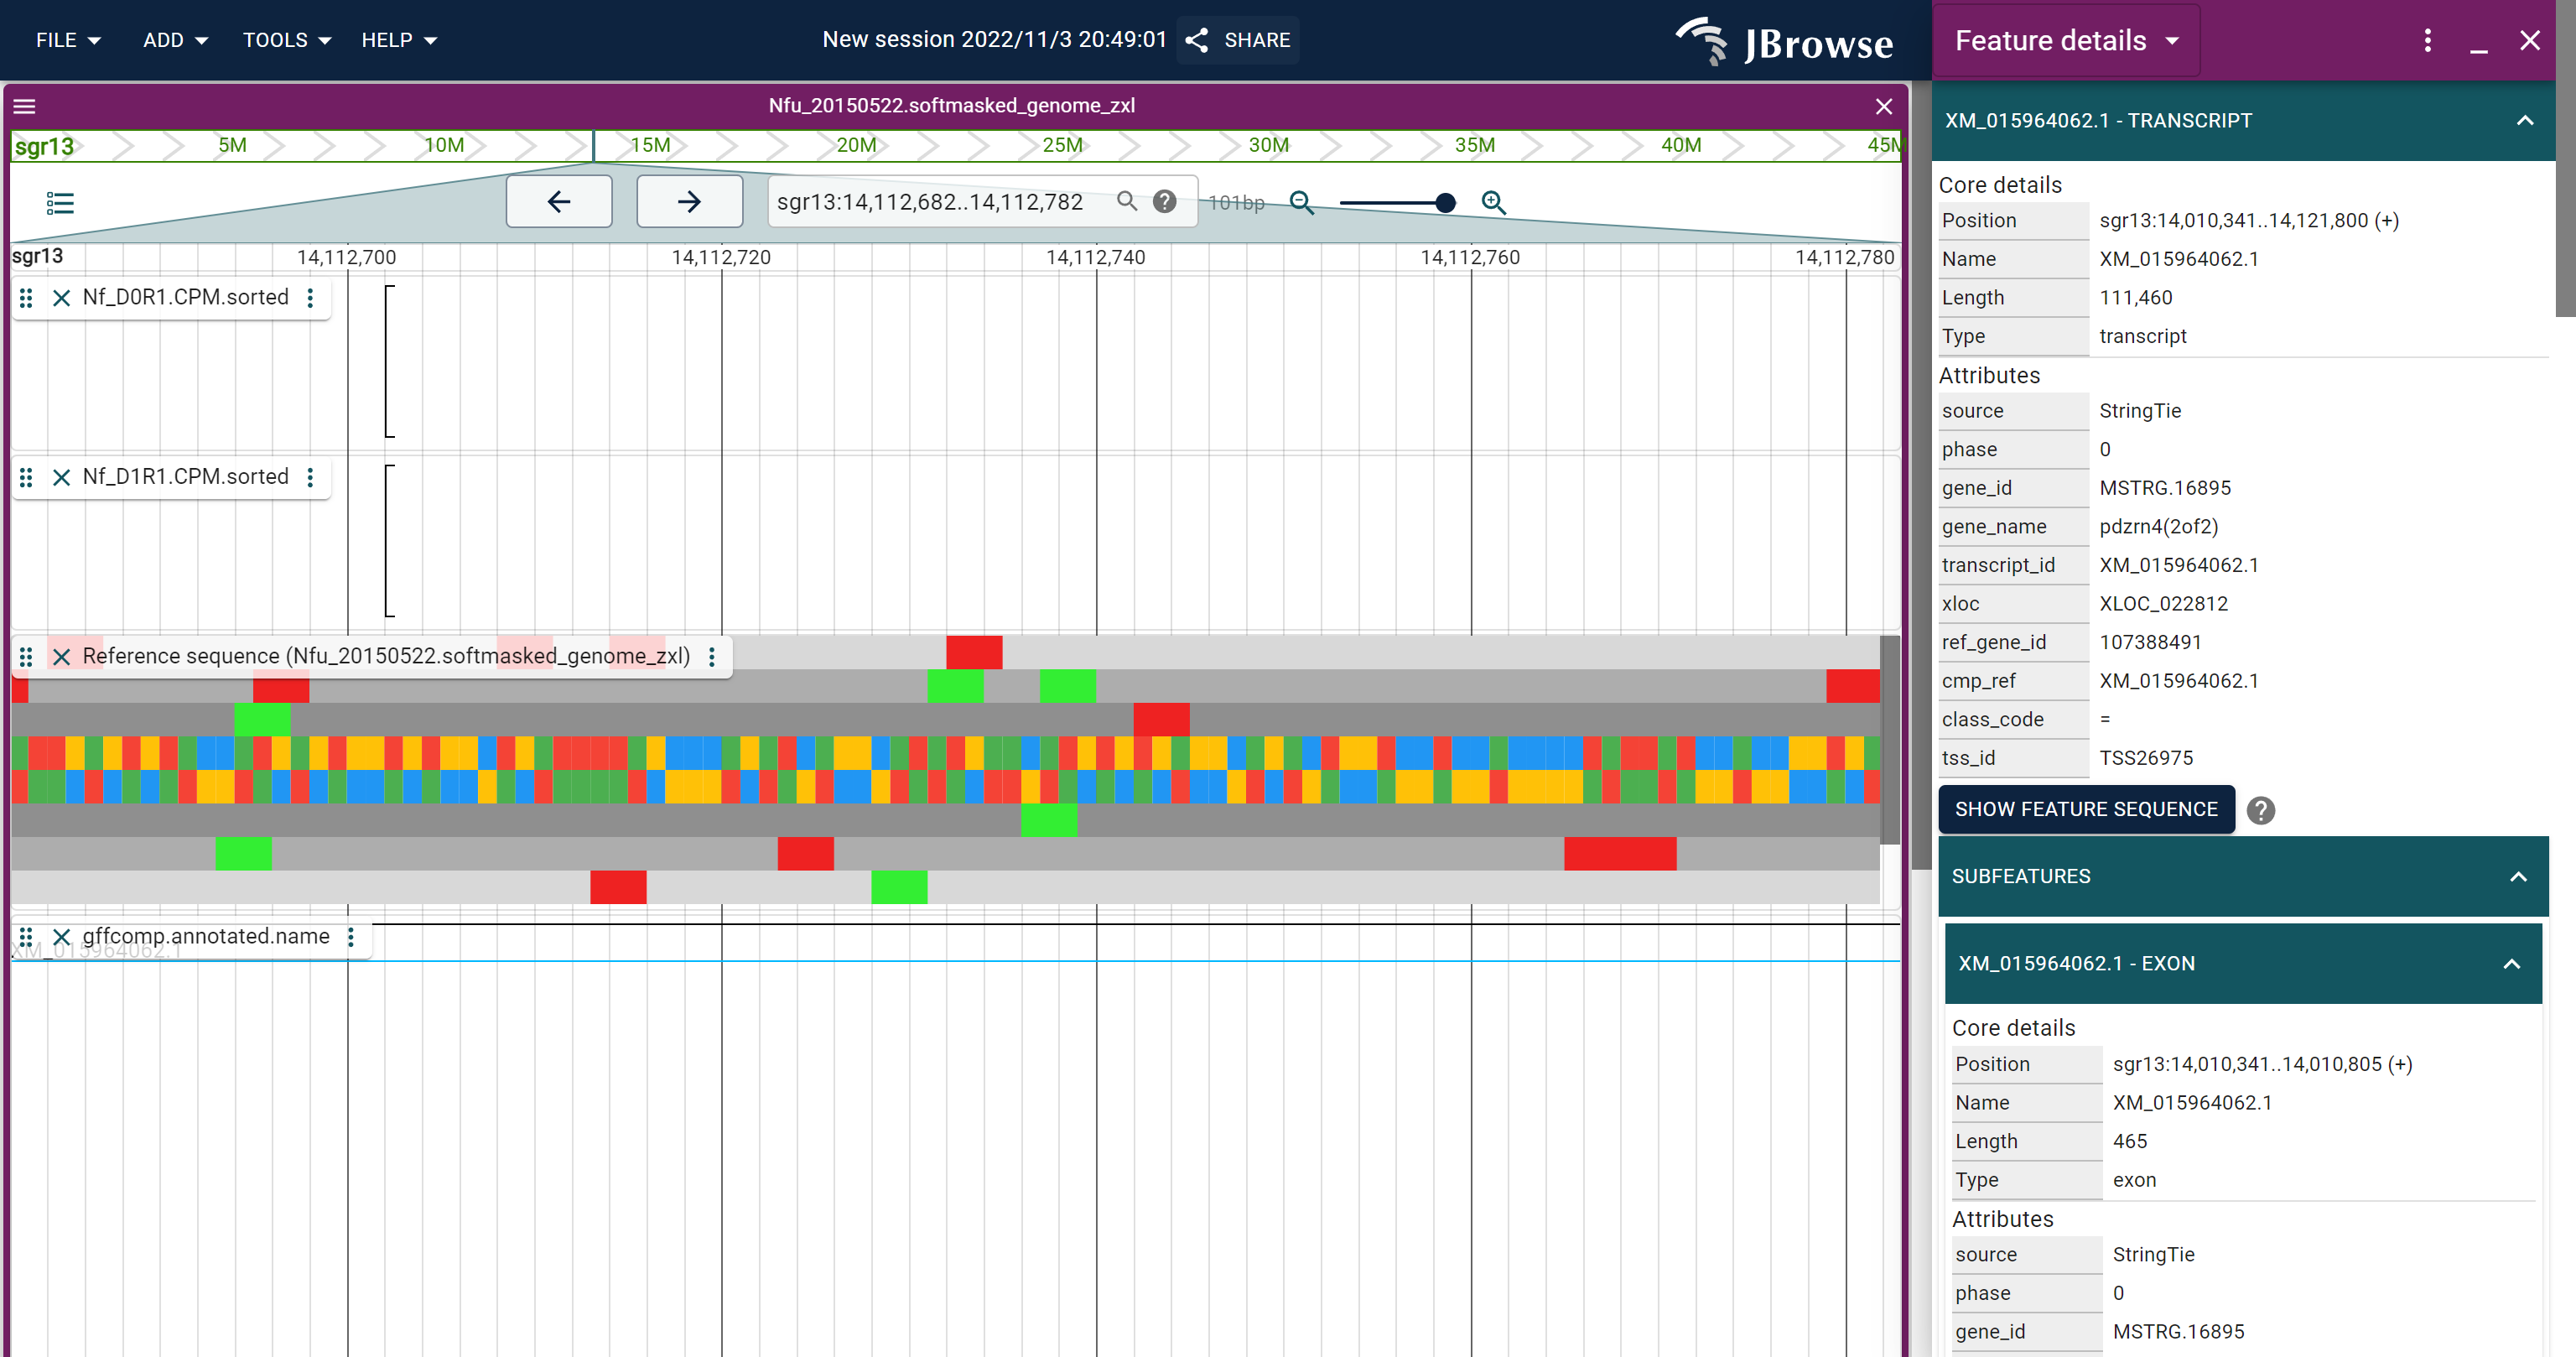 FILE ADD TOOLS HELP New session 2022/11/3 20:49:01 SHARE JBrowse Feature details
Nfu_20150522.softmasked_genome_zxl
sgr13 5M 10M 15M 20M 25M 30M 35M 40M 45M
sgr13:14,112,682..14,112,782 101bp
sgr13 14,112,700 14,112,720 14,112,740 14,112,760 14,112,780
Nf_D0R1.CPM.sorted
Nf_D1R1.CPM.sorted
Reference sequence (Nfu_20150522.softmasked_genome_zxl)
gffcomp.annotated.name
XM_015964062.1
XM_015964062.1 - TRANSCRIPT
Core details
Position sgr13:14,010,341..14,121,800 (+)
Name XM_015964062.1
Length 111,460
Type transcript
Attributes
source StringTie
phase 0
gene_id MSTRG.16895
gene_name pdzrn4(2of2)
transcript_id XM_015964062.1
xloc XLOC_022812
ref_gene_id 107388491
cmp_ref XM_015964062.1
class_code =
tss_id TSS26975
SHOW FEATURE SEQUENCE ?
SUBFEATURES
XM_015964062.1 - EXON
Core details
Position sgr13:14,010,341..14,010,805 (+)
Name XM_015964062.1
Length 465
Type exon
Attributes
source StringTie
phase 0
gene_id MSTRG.16895